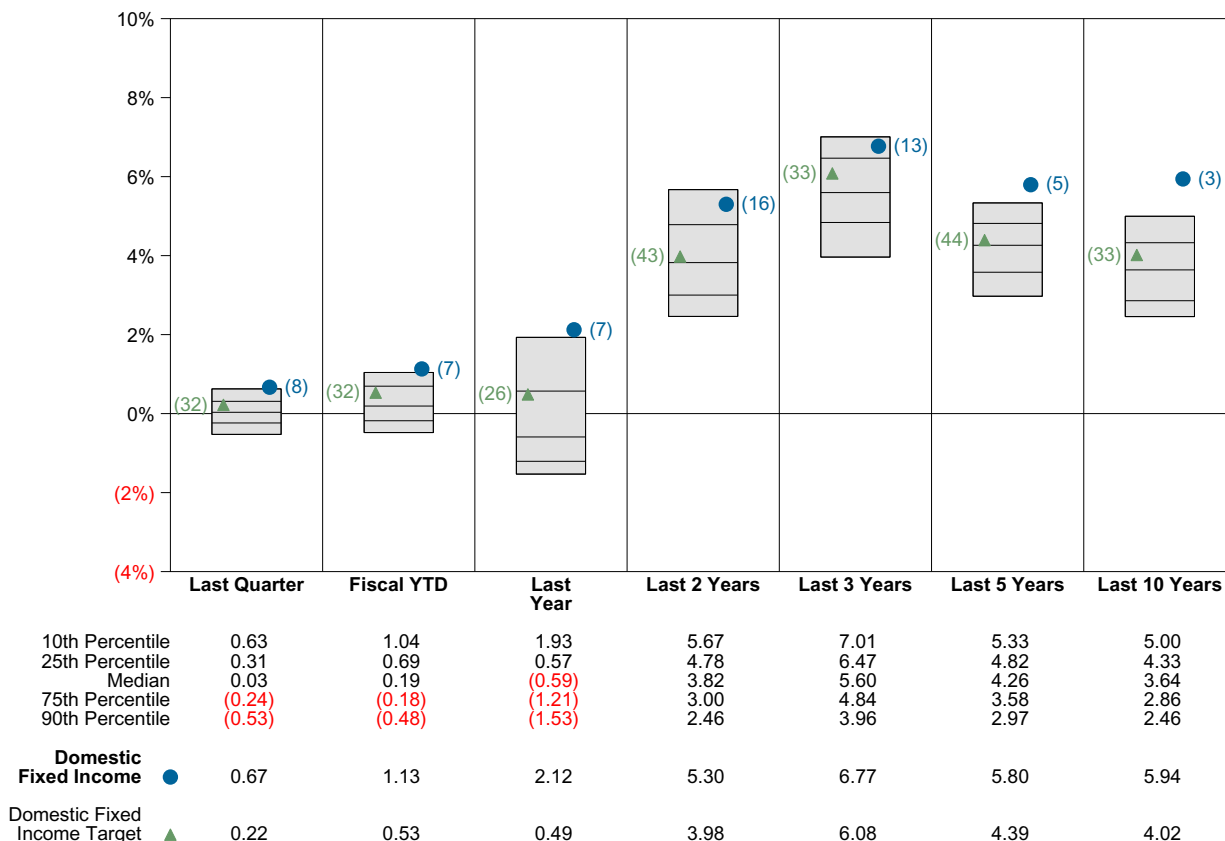 10%
8%
6%
4%
2%
0%
(2%)
(4%)
(32)
(8)
(32)
(7)
(26)
(7)
(43)
(16)
(33)
(13)
(44)
(5)
(33)
(3)
Last Quarter Fiscal YTD Last Year Last 2 Years Last 3 Years Last 5 Years Last 10 Years
10th Percentile 0.63 1.04 1.93 5.67 7.01 5.33 5.00
25th Percentile 0.31 0.69 0.57 4.78 6.47 4.82 4.33
Median 0.03 0.19 (0.59) 3.82 5.60 4.26 3.64
75th Percentile (0.24) (0.18) (1.21) 3.00 4.84 3.58 2.86
90th Percentile (0.53) (0.48) (1.53) 2.46 3.96 2.97 2.46
Domestic
Fixed Income 0.67 1.13 2.12 5.30 6.77 5.80 5.94
Domestic Fixed
Income Target 0.22 0.53 0.49 3.98 6.08 4.39 4.02